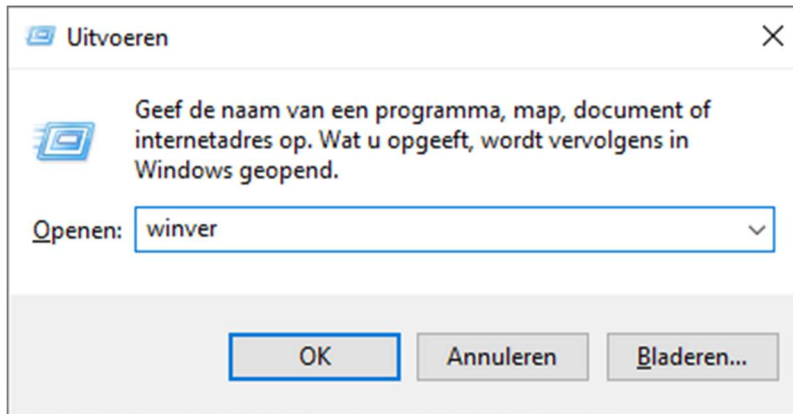 Uitvoeren
Geef de naam van een programma, map, document of
internetadres op. Wat u opgeeft, wordt vervolgens in
Windows geopend.
Openen: winver
OK Annuleren Bladeren...